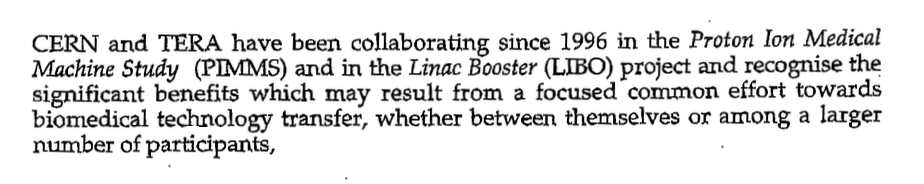 CERN and TERA have been collaborating since 1996 in the Proton Ion Medical
Machine Study (PIMMS) and in the Linac Booster (LIBO) project and recognise the
significant benefits which may result from a focused common effort towards
biomedical technology transfer, whether between themselves or among a larger
number of participants,